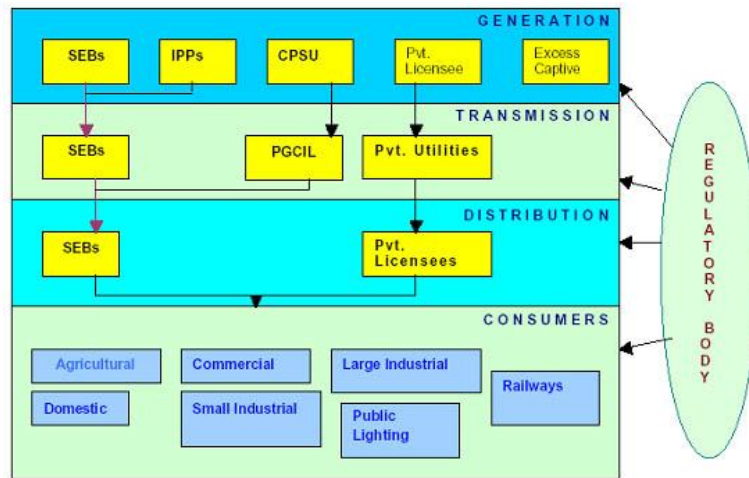 GENERATION
SEBs
IPPs
CPSU
Pvt.
Licensee
Excess
Captive
TRANSMISSION
SEBs
PGCIL
Pvt. Utilities
DISTRIBUTION
SEBs
Pvt.
Licensees
CONSUMERS
Agricultural
Commercial
Large Industrial
Railways
Domestic
Small Industrial
Public
Lighting
REGULATORY BODY